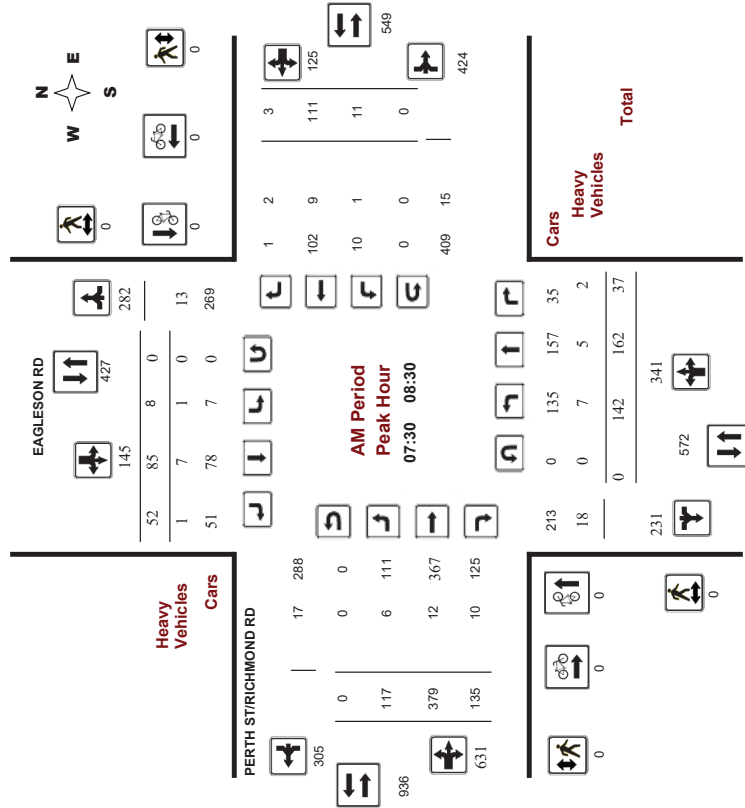 EAGLESON RD
N
W E
S
427
145
282
0
0
0
0
52 85 8 0
Heavy
Vehicles
1 7 1 0 13
Cars
51 78 7 0 269
549
125
424
1 2 3
102 9 111
10 1 11
0 0 0
409 15
AM Period
Peak Hour
07:30 08:30
PERTH ST/RICHMOND RD
305
936
631
17 288
0 0 0
117 6 111
379 12 367
135 10 125
Cars
213 0 135 157 35
Heavy
Vehicles
18 0 7 5 2
Total
0 142 162 37
231
572
341
0
0
0
0